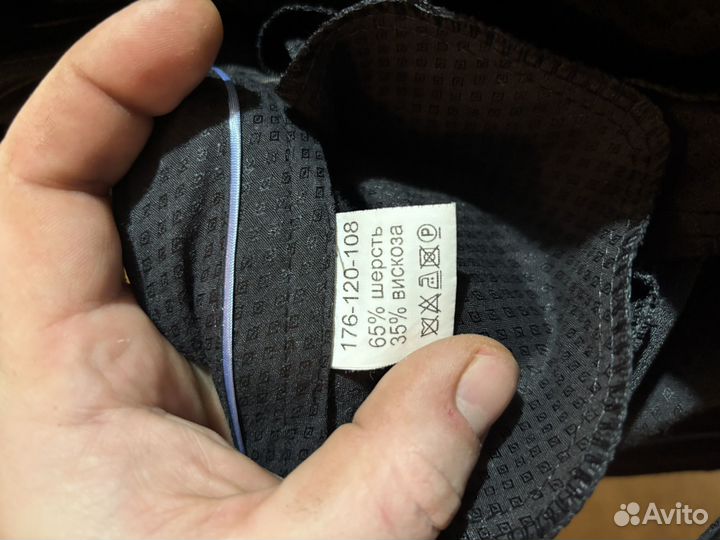 176-120-108
65% шерсть
35% вискоза
P
Avito